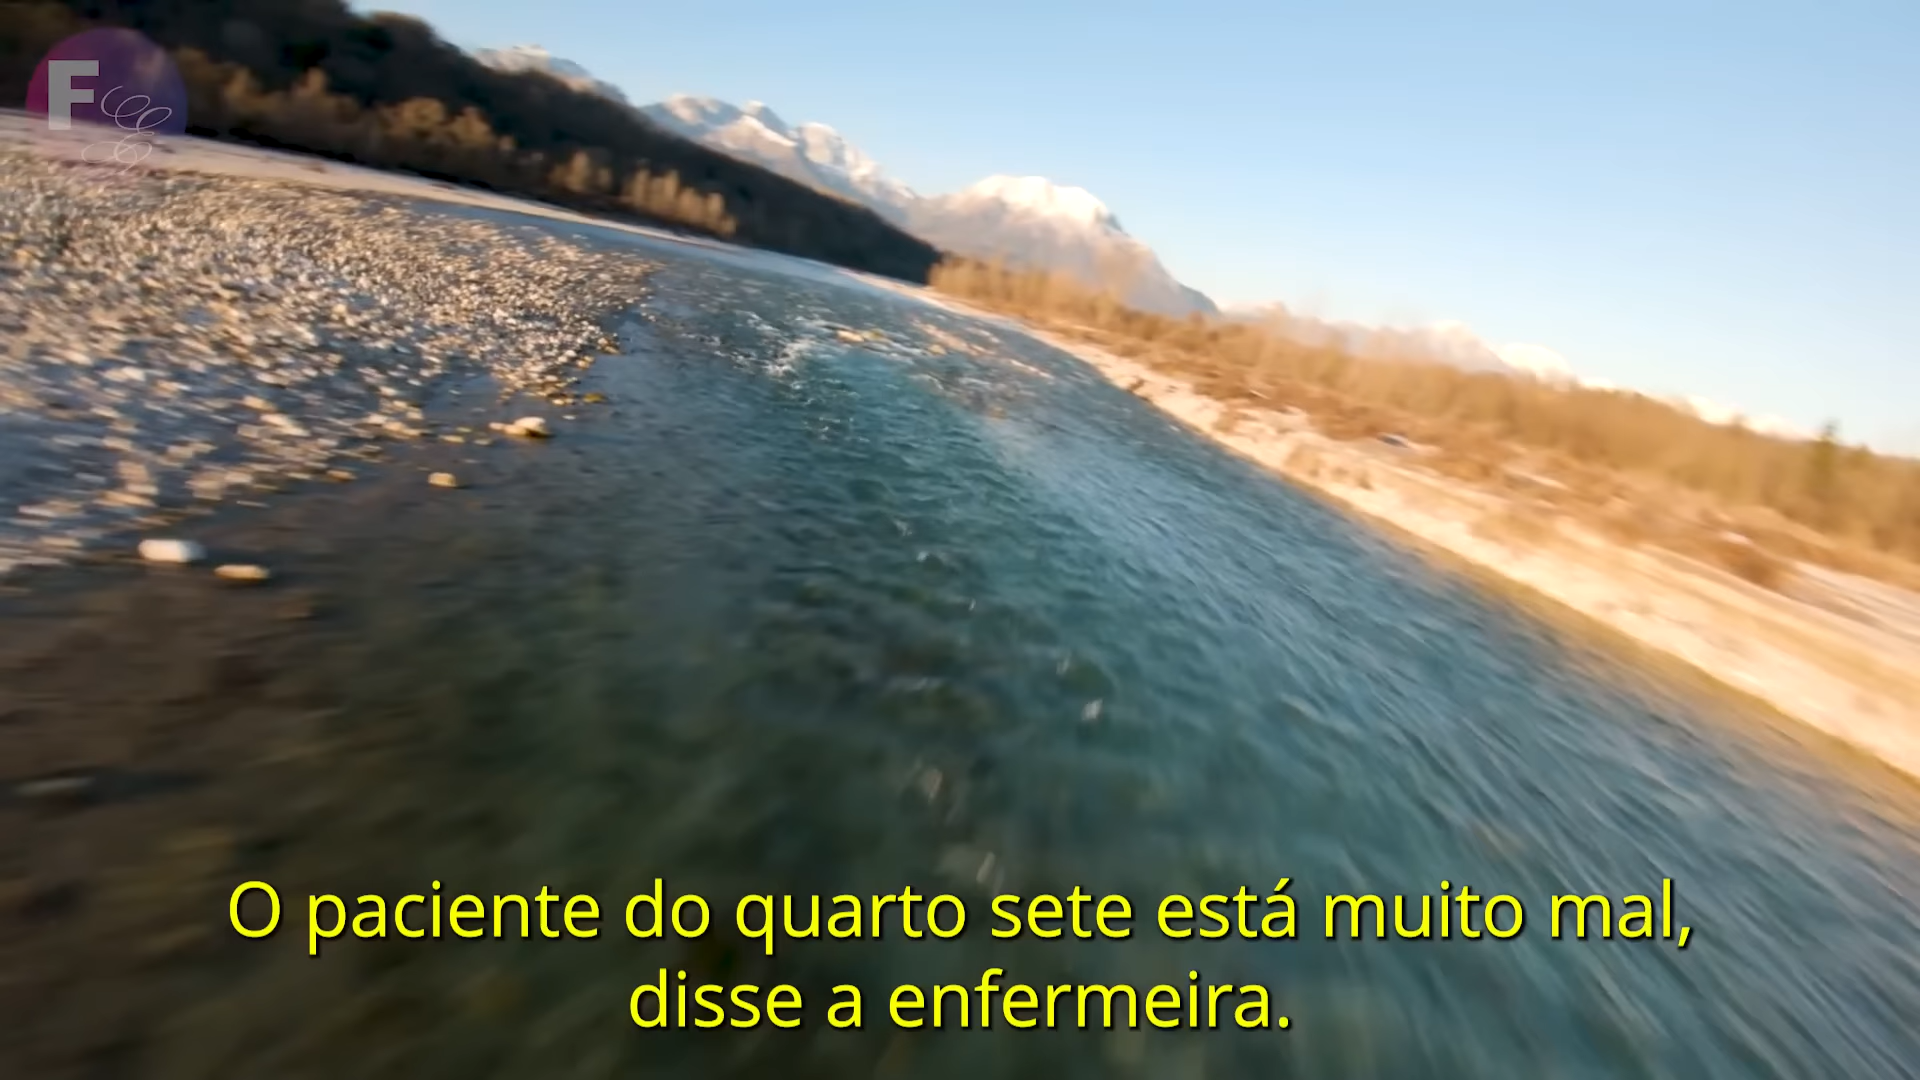 F
O paciente do quarto sete está muito mal,
disse a enfermeira.